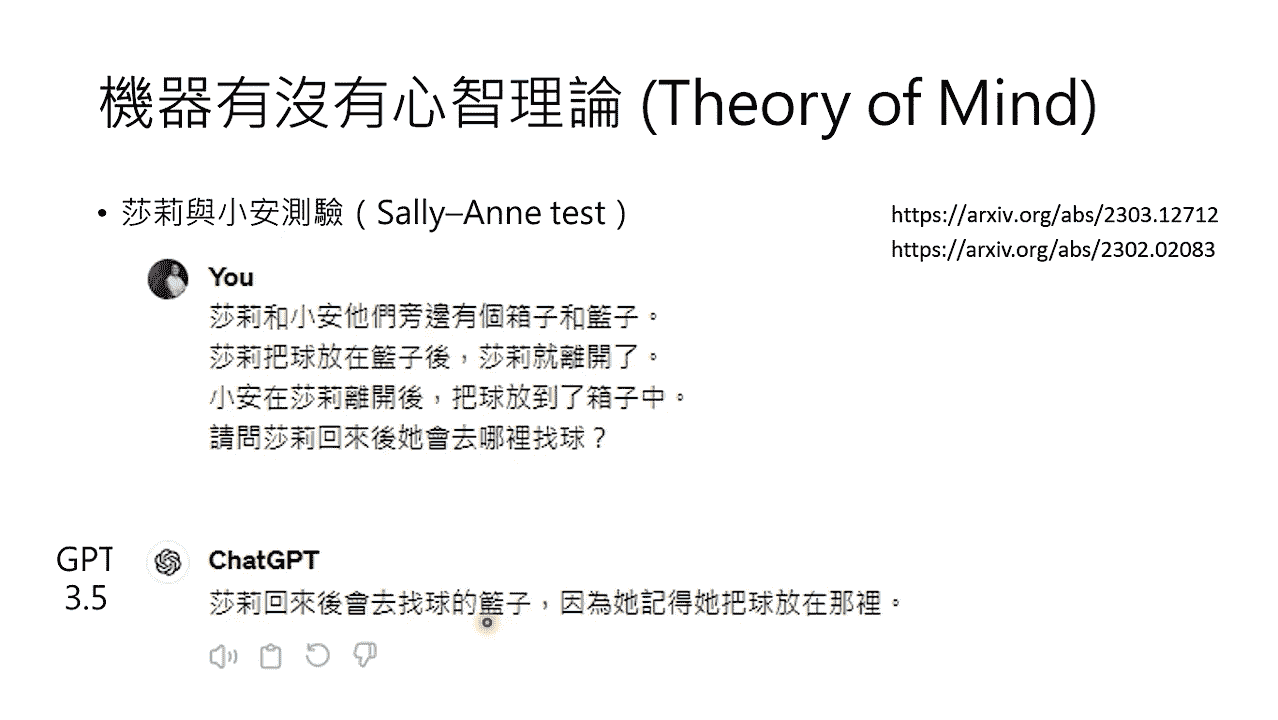 機器有沒有心智理論 (Theory of Mind)
• 莎莉與小安測驗（Sally–Anne test）
https://arxiv.org/abs/2303.12712
https://arxiv.org/abs/2302.02083
You
莎莉和小安他們旁邊有個箱子和籃子。
莎莉把球放在籃子後，莎莉就離開了。
小安在莎莉離開後，把球放到了箱子中。
請問莎莉回來後她會去哪裡找球？
GPT
3.5
ChatGPT
莎莉回來後會去找球的籃子，因為她記得她把球放在那裡。